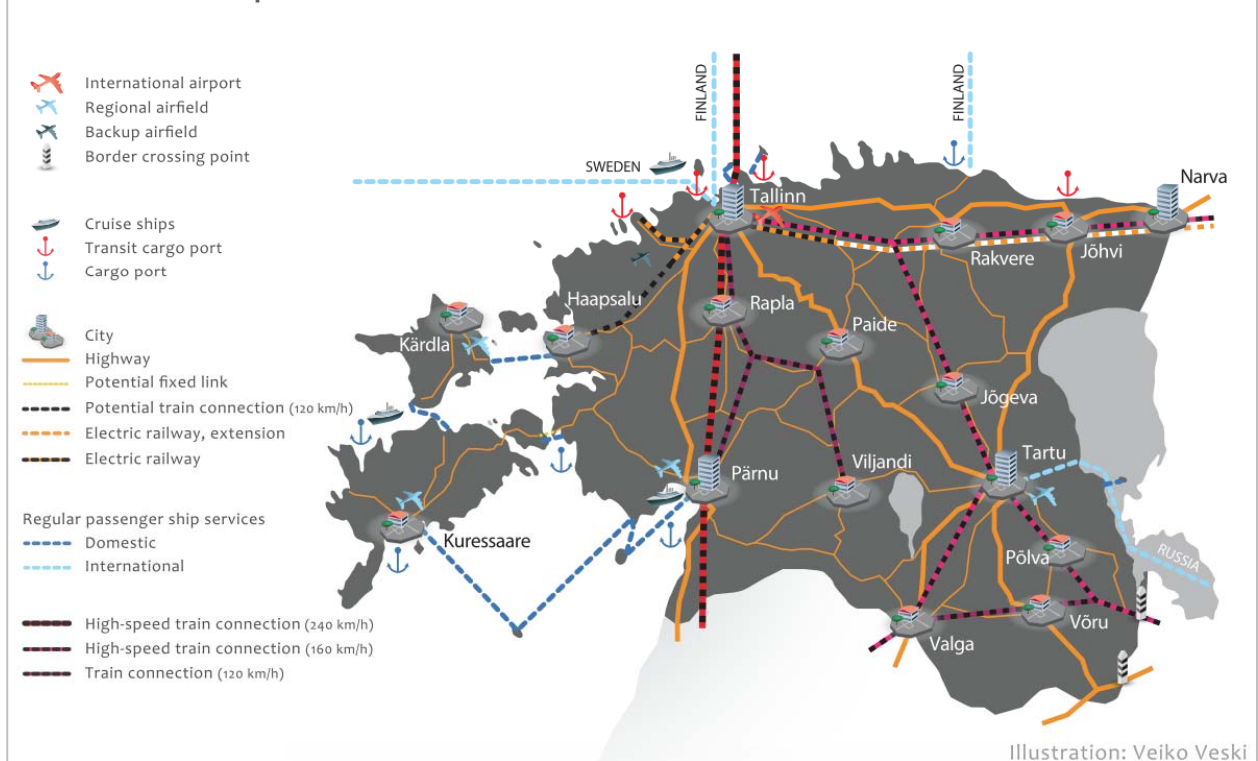 International airport
Regional airfield
Backup airfield
Border crossing point
Cruise ships
Transit cargo port
Cargo port
City
Highway
Potential fixed link
Potential train connection (120 km/h)
Electric railway, extension
Electric railway
Regular passenger ship services
Domestic
International
High-speed train connection (240 km/h)
High-speed train connection (160 km/h)
Train connection (120 km/h)
FINLAND
FINLAND
SWEDEN
Tallinn
Narva
Rakvere
Jõhvi
Haapsalu
Rapla
Paide
Kärdla
Jõgeva
Tartu
Pärnu
Viljandi
Kuressaare
Põlva
RUSSIA
Võru
Valga
Illustration: Veiko Veski